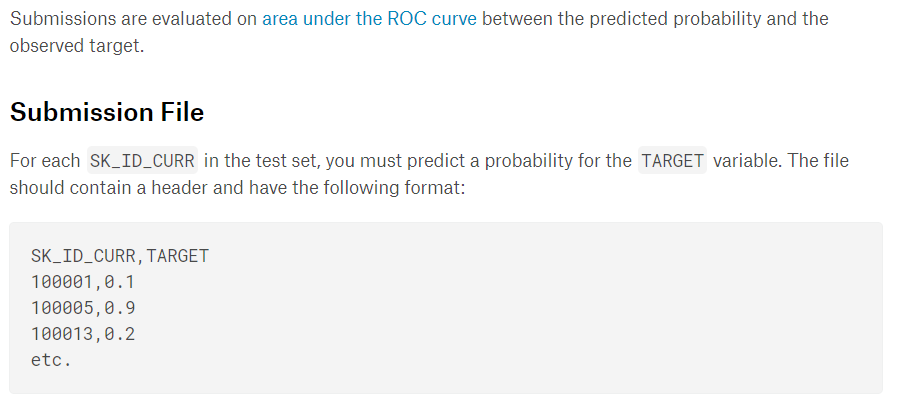 Submissions are evaluated on area under the ROC curve between the predicted probability and the
observed target.
Submission File
For each SK_ID_CURR in the test set, you must predict a probability for the TARGET variable. The file
should contain a header and have the following format:
SK_ID_CURR,TARGET
100001,0.1
100005,0.9
100013,0.2
etc.